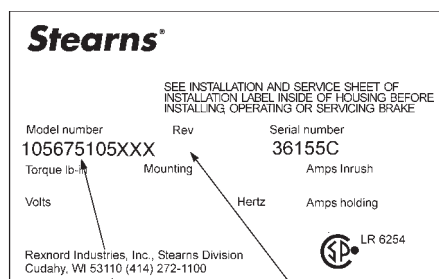 Stearns®
SEE INSTALLATION AND SERVICE SHEET OF
INSTALLATION LABEL INSIDE OF HOUSING BEFORE
INSTALLING, OPERATING OR SERVICING BRAKE
Model number Rev Serial number
105675105XXX 36155C
Torque lb-in Mounting Amps Inrush
Volts Hertz Amps holding
SP® LR 6254
Rexnord Industries, Inc., Stearns Division
Cudahy, WI 53110 (414) 272-1100